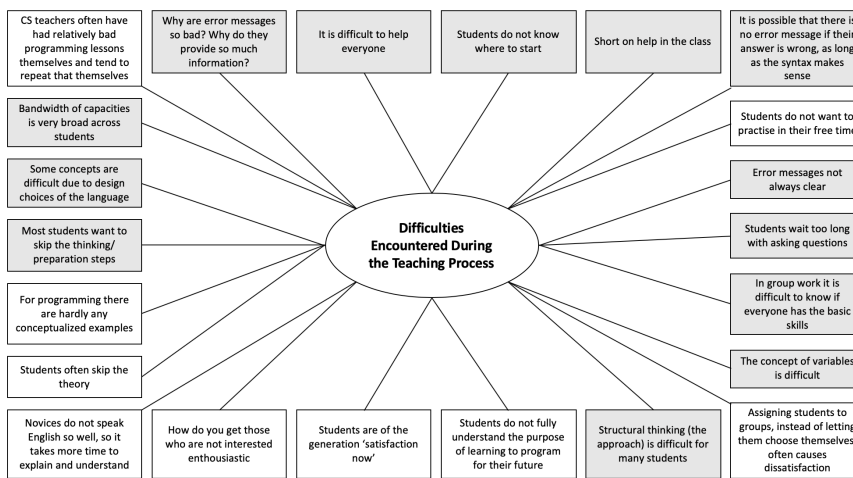 CS teachers often have
had relatively bad
programming lessons
themselves and tend to
repeat that themselves
Why are error messages
so bad? Why do they
provide so much
information?
It is difficult to help
everyone
Students do not know
where to start
Short on help in the class
It is possible that there is
no error message if their
answer is wrong, as long
as the syntax makes
sense
Bandwidth of capacities
is very broad across
students
Students do not want to
practise in their free time
Some concepts are
difficult due to design
choices of the language
Error messages not
always clear
Most students want to
skip the thinking/
preparation steps
Difficulties
Encountered During
the Teaching Process
Students wait too long
with asking questions
For programming there
are hardly any
conceptualized examples
In group work it is
difficult to know if
everyone has the basic
skills
Students often skip the
theory
The concept of variables
is difficult
Novices do not speak
English so well, so it
takes more time to
explain and understand
How do you get those
who are not interested
enthousiastic
Students are of the
generation ‘satisfaction
now’
Students do not fully
understand the purpose
of learning to program
for their future
Structural thinking (the
approach) is difficult for
many students
Assigning students to
groups, instead of letting
them choose themselves
often causes
dissatisfaction